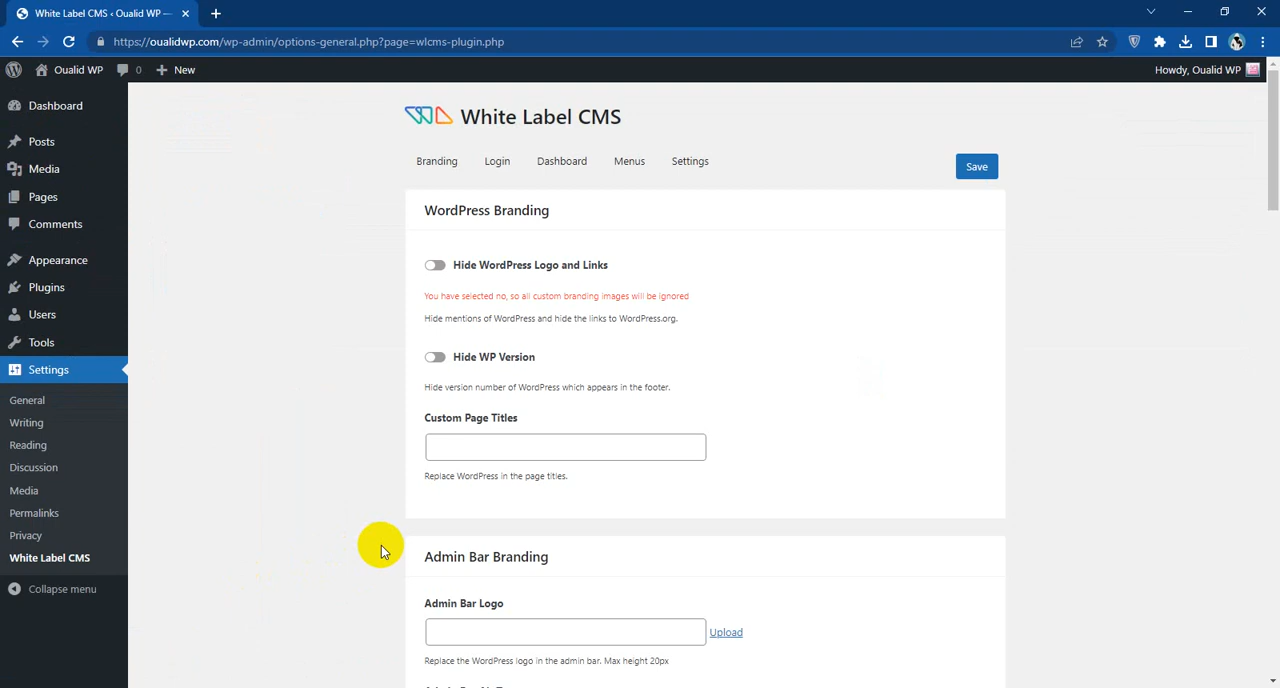 White Label CMS ‹ Oualid WP —
https://oualidwp.com/wp-admin/options-general.php?page=wlcms-plugin.php
Oualid WP 0 New Howdy, Oualid WP
Dashboard
Posts
Media
Pages
Comments
Appearance
Plugins
Users
Tools
Settings
General
Writing
Reading
Discussion
Media
Permalinks
Privacy
White Label CMS
Collapse menu
White Label CMS
Branding Login Dashboard Menus Settings Save
WordPress Branding
Hide WordPress Logo and Links
You have selected no, so all custom branding images will be ignored
Hide mentions of WordPress and hide the links to WordPress.org.
Hide WP Version
Hide version number of WordPress which appears in the footer.
Custom Page Titles
Replace WordPress in the page titles.
Admin Bar Branding
Admin Bar Logo
Upload
Replace the WordPress logo in the admin bar. Max height 20px